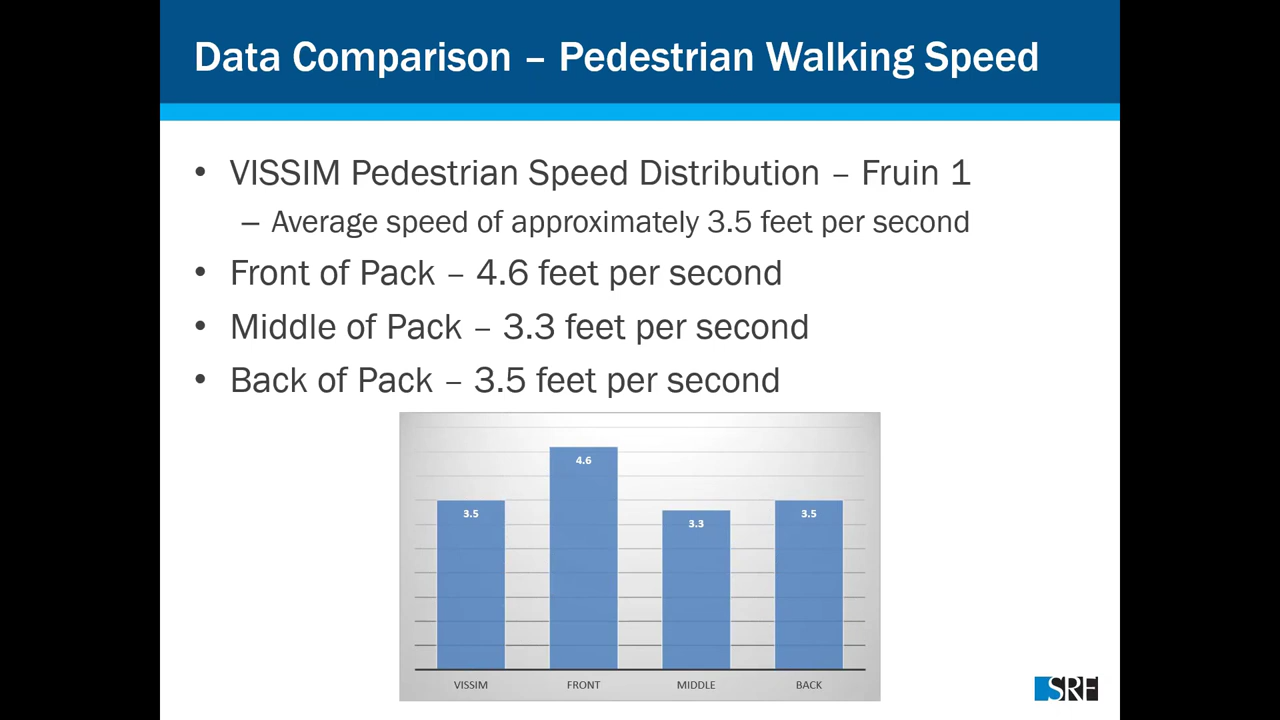 Data Comparison – Pedestrian Walking Speed
• VISSIM Pedestrian Speed Distribution – Fruin 1
– Average speed of approximately 3.5 feet per second
• Front of Pack – 4.6 feet per second
• Middle of Pack – 3.3 feet per second
• Back of Pack – 3.5 feet per second
3.5 4.6 3.3 3.5
VISSIM FRONT MIDDLE BACK
SRF